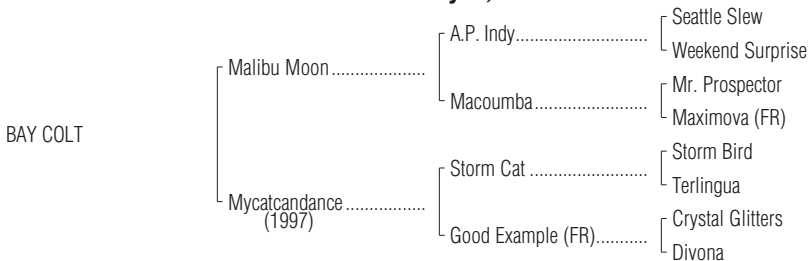 Seattle Slew
A.P. Indy..............................
Weekend Surprise
Malibu Moon.....................
Mr. Prospector
Macoumba..........................
Maximova (FR)
BAY COLT
Storm Bird
Storm Cat ...........................
Terlingua
Mycatcandance..................
(1997)
Crystal Glitters
Good Example (FR)...........
Divona